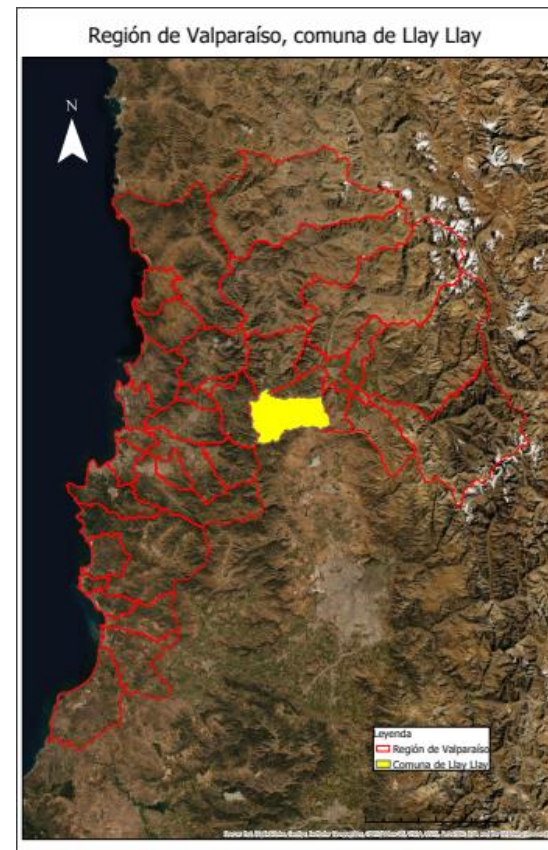 Región de Valparaíso, comuna de Llay Llay
N
Leyenda
Región de Valparaíso
Comuna de Llay Llay